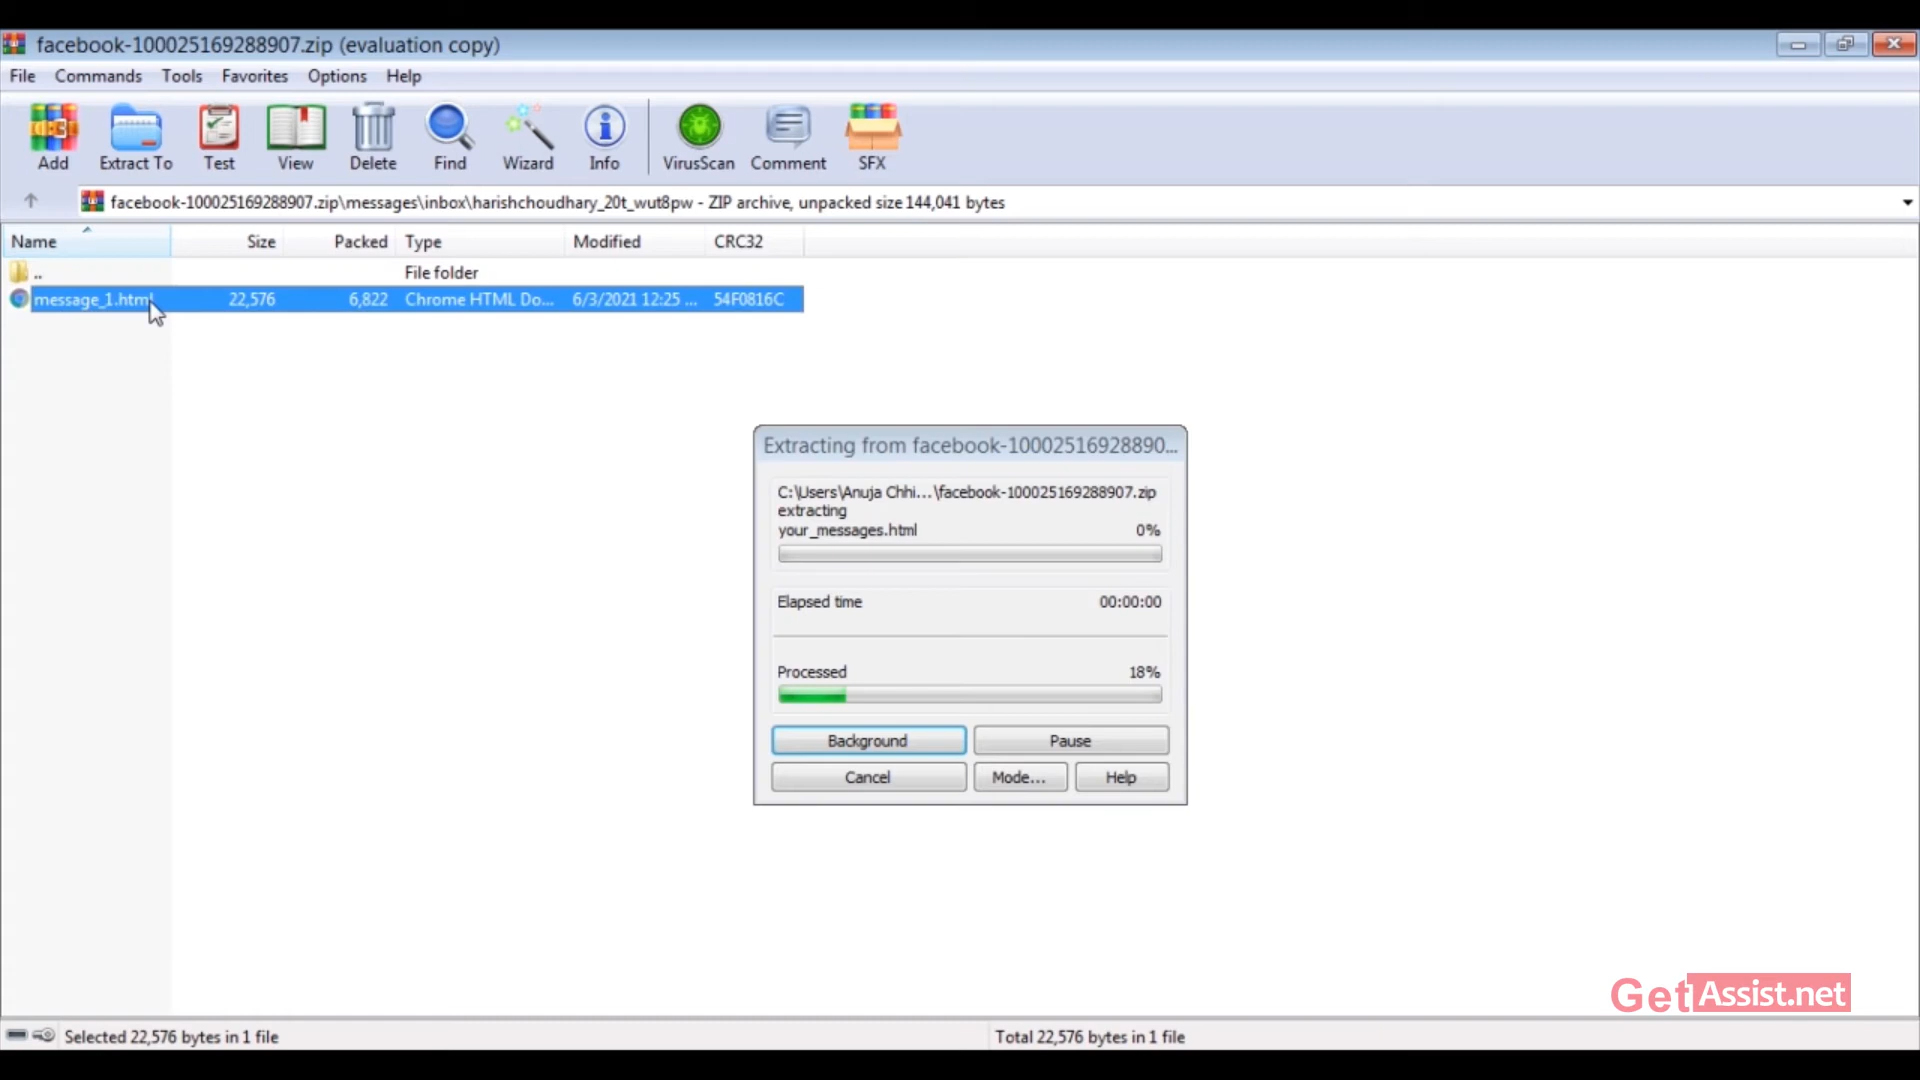 facebook-100025169288907.zip (evaluation copy)
File Commands Tools Favorites Options Help
Add Extract To Test View Delete Find Wizard Info VirusScan Comment SFX
facebook-100025169288907.zip\messages\inbox\harishchoudhary_20t_wut8pw - ZIP archive, unpacked size 144,041 bytes
Name Size Packed Type Modified CRC32
.. File folder
message_1.html 22,576 6,822 Chrome HTML Do... 6/3/2021 12:25 ... 54F0816C
Extracting from facebook-10002516928890...
C:\Users\Anuja Chhi...\facebook-100025169288907.zip
extracting
your_messages.html 0%
Elapsed time 00:00:00
Processed 18%
Background Pause
Cancel Mode... Help
GetAssist.net
Selected 22,576 bytes in 1 file Total 22,576 bytes in 1 file